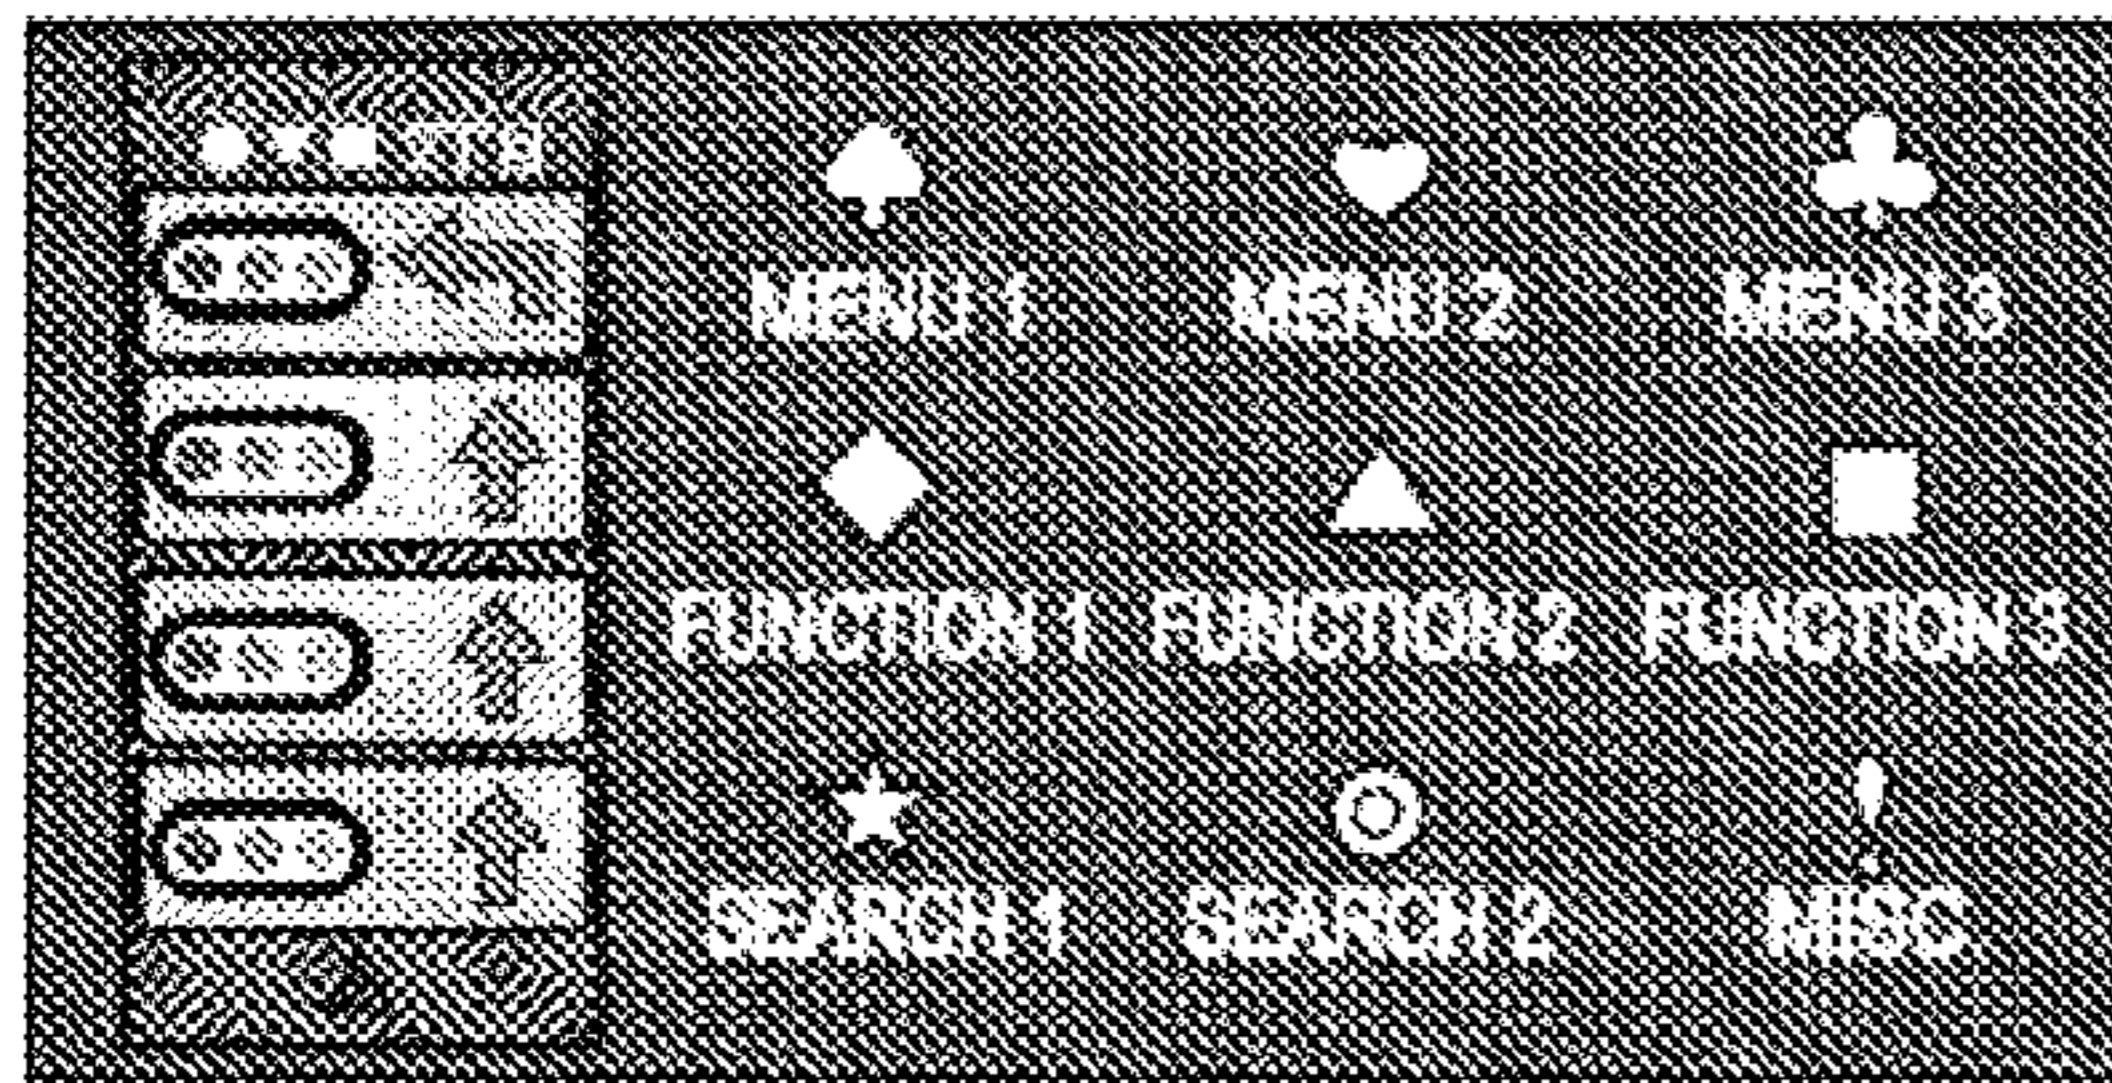 MENU 1 MENU 2 MENU 3
FUNCTION 1 FUNCTION 2 FUNCTION 3
SEARCH 1 SEARCH 2 MISC